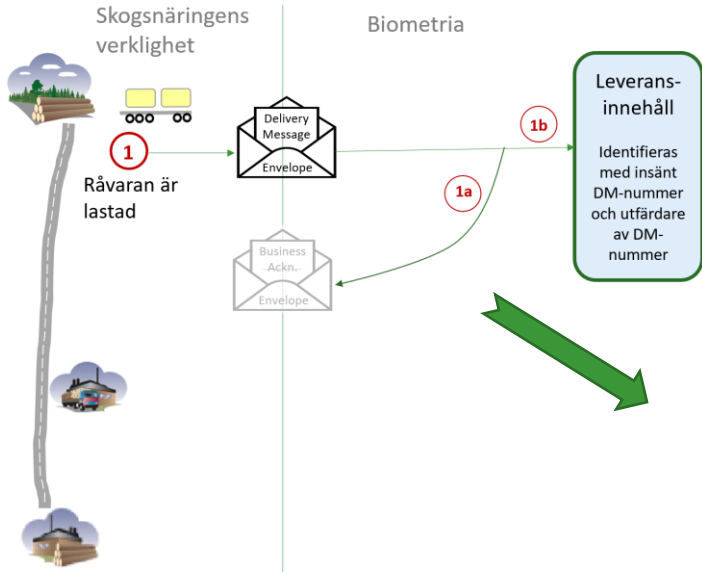 Skogsnäringens
verklighet
Biometria
Delivery
Message
Envelope
1
Råvaran är
lastad
1b
1a
Business
Ackn.
Envelope
Leverans-
innehåll
Identifieras
med insänt
DM-nummer
och utfärdare
av DM-
nummer